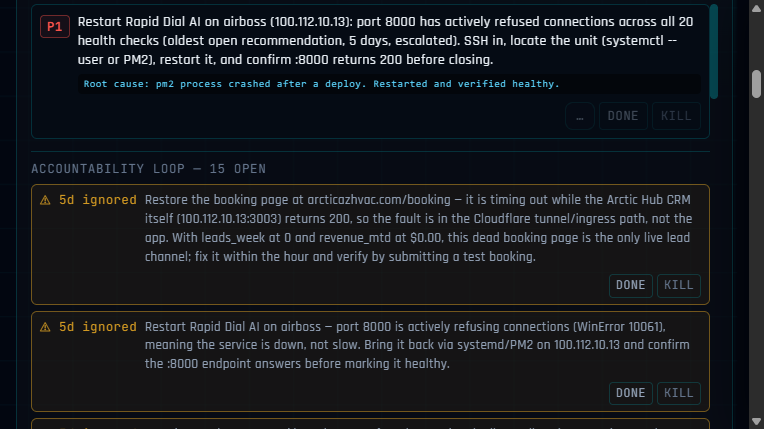 P1
Restart Rapid Dial AI on airboss (100.112.10.13): port 8000 has actively refused connections across all 20
health checks (oldest open recommendation, 5 days, escalated). SSH in, locate the unit (systemctl --
user or PM2), restart it, and confirm :8000 returns 200 before closing.
Root cause: pm2 process crashed after a deploy. Restarted and verified healthy.
… DONE KILL
ACCOUNTABILITY LOOP — 15 OPEN
⚠ 5d ignored Restore the booking page at arcticazhvac.com/booking — it is timing out while the Arctic Hub CRM
itself (100.112.10.13:3003) returns 200, so the fault is in the Cloudflare tunnel/ingress path, not the
app. With leads_week at 0 and revenue_mtd at $0.00, this dead booking page is the only live lead
channel; fix it within the hour and verify by submitting a test booking.
DONE KILL
⚠ 5d ignored Restart Rapid Dial AI on airboss — port 8000 is actively refusing connections (WinError 10061),
meaning the service is down, not slow. Bring it back via systemd/PM2 on 100.112.10.13 and confirm
the :8000 endpoint answers before marking it healthy.
DONE KILL